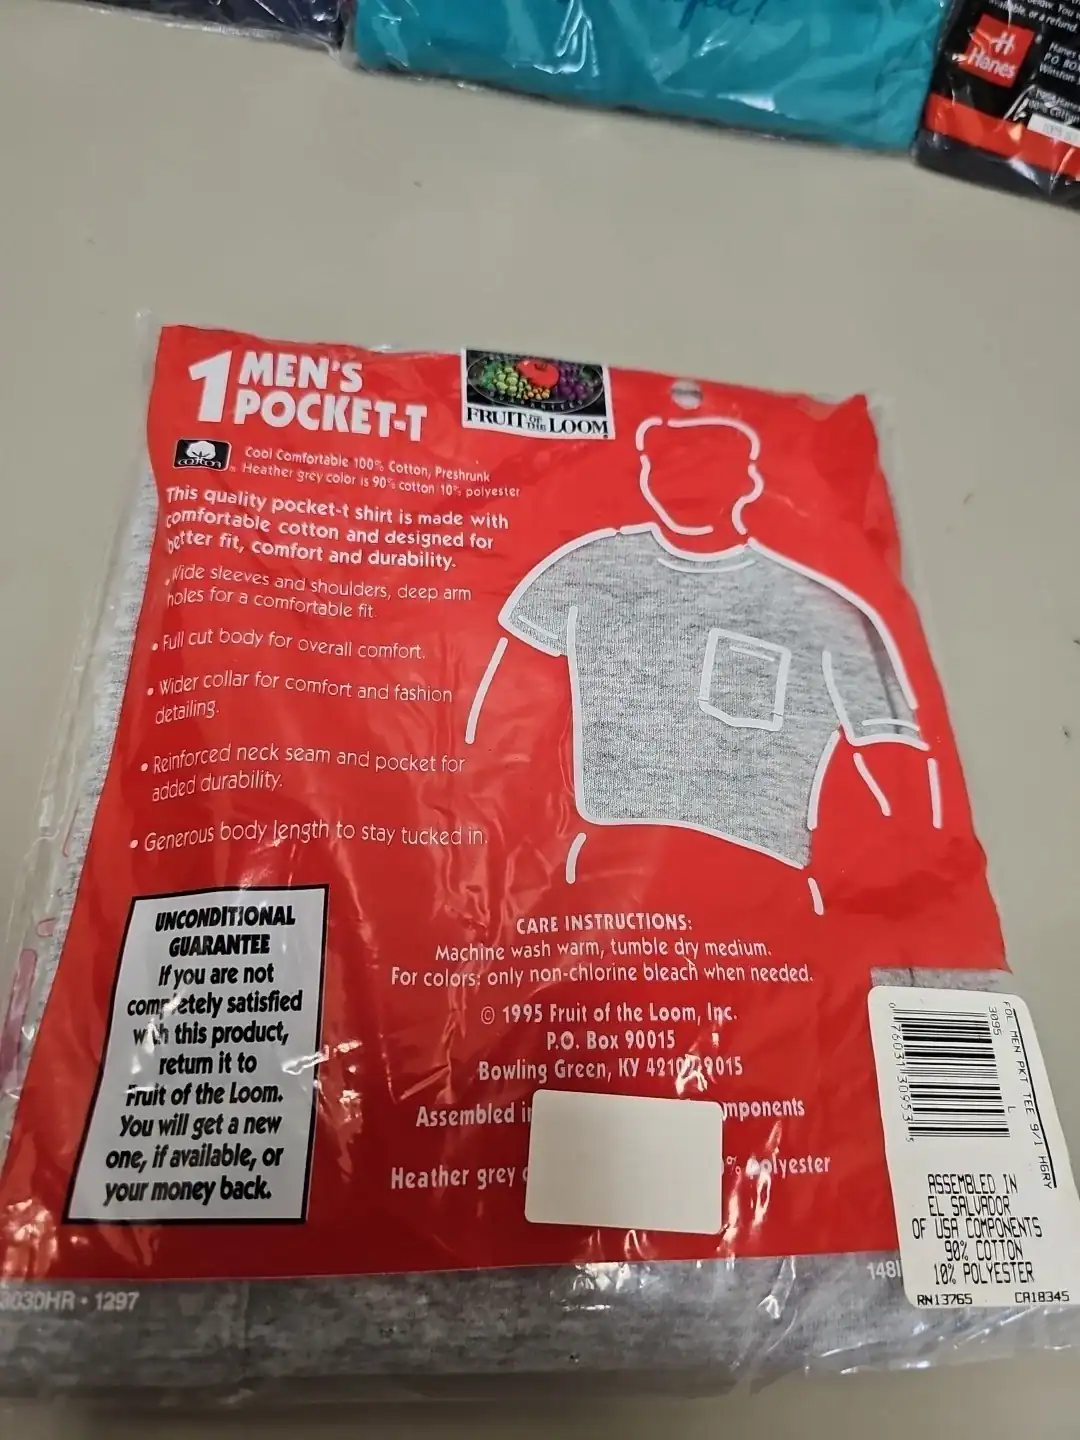 Hanes
1 MEN'S
POCKET-T
FRUIT OF THE LOOM
cotton
Cool Comfortable 100% Cotton, Preshrunk
Heather grey color is 90% cotton 10% polyester
This quality pocket-t shirt is made with
comfortable cotton and designed for
better fit, comfort and durability.
• Wide sleeves and shoulders, deep arm
holes for a comfortable fit.
• Full cut body for overall comfort.
• Wider collar for comfort and fashion
detailing.
• Reinforced neck seam and pocket for
added durability.
• Generous body length to stay tucked in.
UNCONDITIONAL
GUARANTEE
If you are not
completely satisfied
with this product,
return it to
Fruit of the Loom.
You will get a new
one, if available, or
your money back.
CARE INSTRUCTIONS:
Machine wash warm, tumble dry medium.
For colors: only non-chlorine bleach when needed.
© 1995 Fruit of the Loom, Inc.
P.O. Box 90015
Bowling Green, KY 42102-9015
Assembled
Heather grey
polyester
3030HR • 1297
FOL MEN PKT TEE 9/1 HGRY
3095
L
0 76031 30953 5
ASSEMBLED IN
EL SALVADOR
OF USA COMPONENTS
90% COTTON
10% POLYESTER
RN13765 CA18345